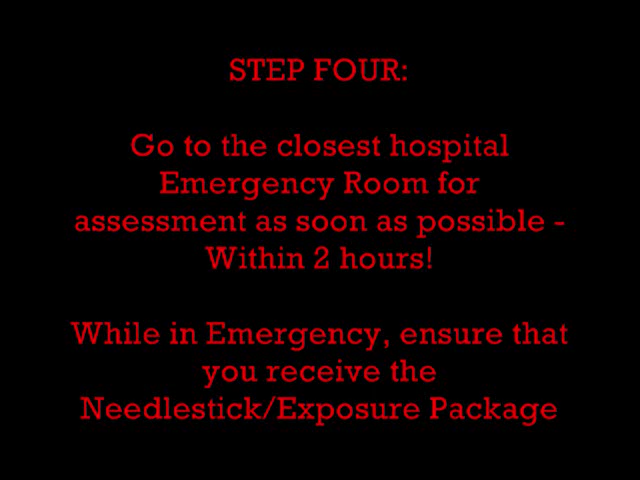 STEP FOUR:
Go to the closest hospital
Emergency Room for
assessment as soon as possible -
Within 2 hours!
While in Emergency, ensure that
you receive the
Needlestick/Exposure Package